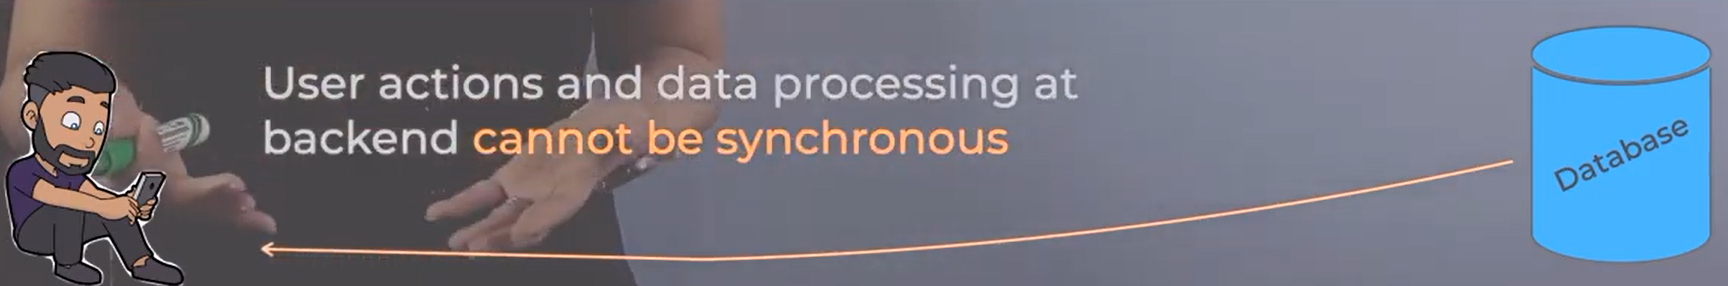 User actions and data processing at
backend cannot be synchronous
Database